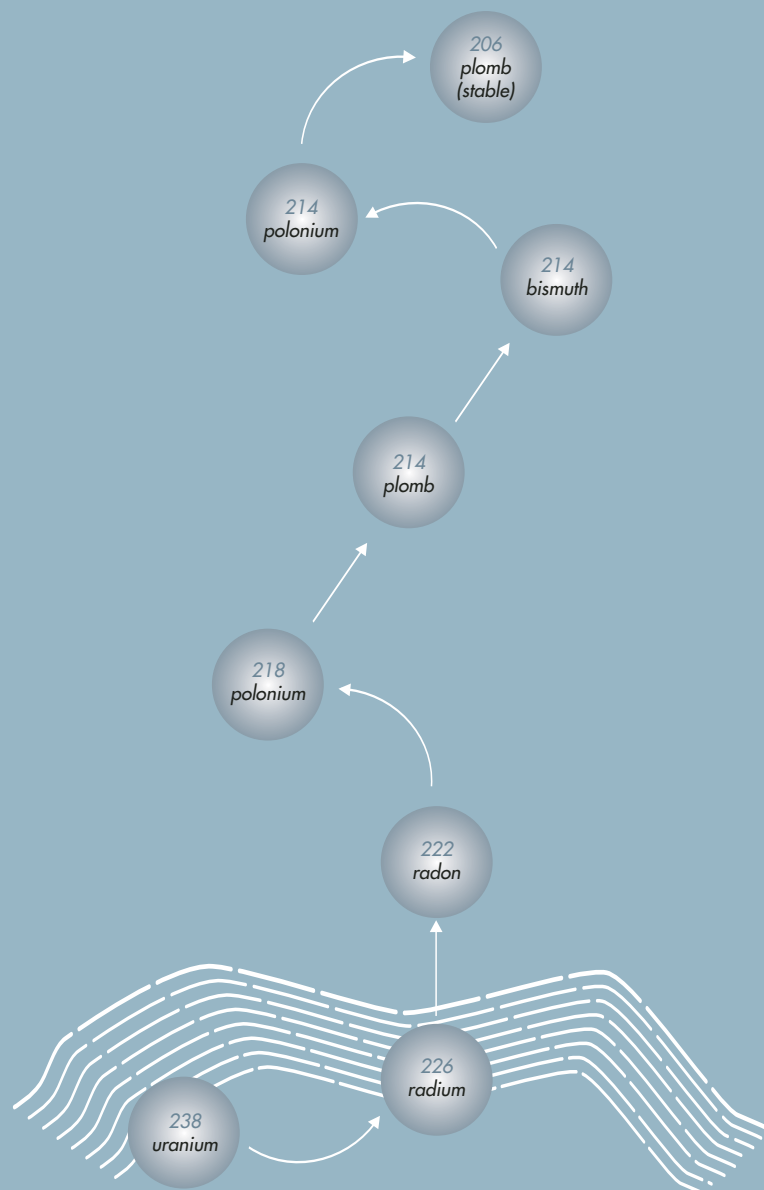 206
plomb
(stable)
214
polonium
214
bismuth
214
plomb
218
polonium
222
radon
226
radium
238
uranium